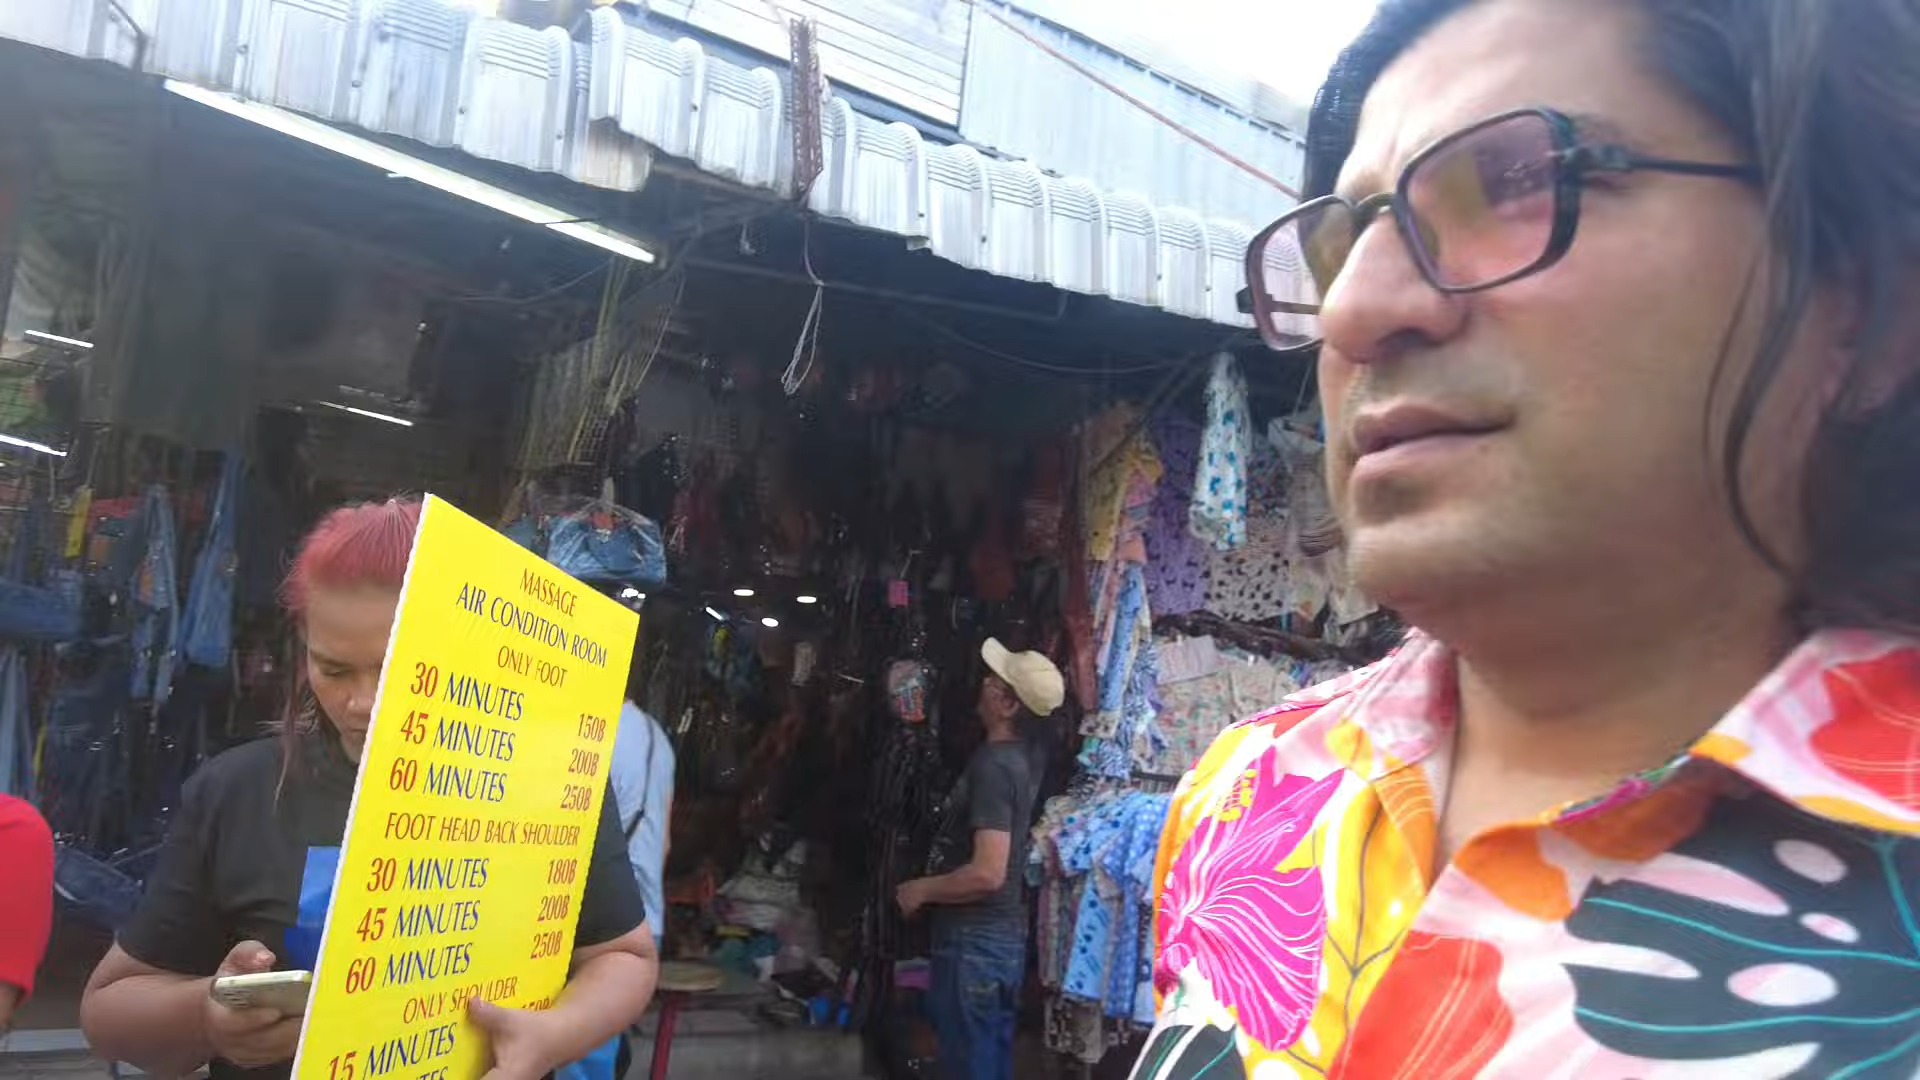 MASSAGE
AIR CONDITION ROOM
ONLY FOOT
30 MINUTES 150B
45 MINUTES 200B
60 MINUTES 250B
FOOT HEAD BACK SHOULDER
30 MINUTES 180B
45 MINUTES 200B
60 MINUTES 250B
ONLY SHOULDER
15 MINUTES